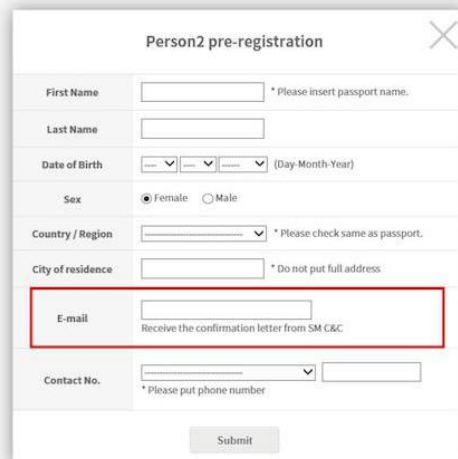 Person2 pre-registration
First Name * Please insert passport name.
Last Name
Date of Birth (Day-Month-Year)
Sex Female Male
Country / Region * Please check same as passport.
City of residence * Do not put full address
E-mail
Receive the confirmation letter from SM C&C
Contact No.
* Please put phone number
Submit